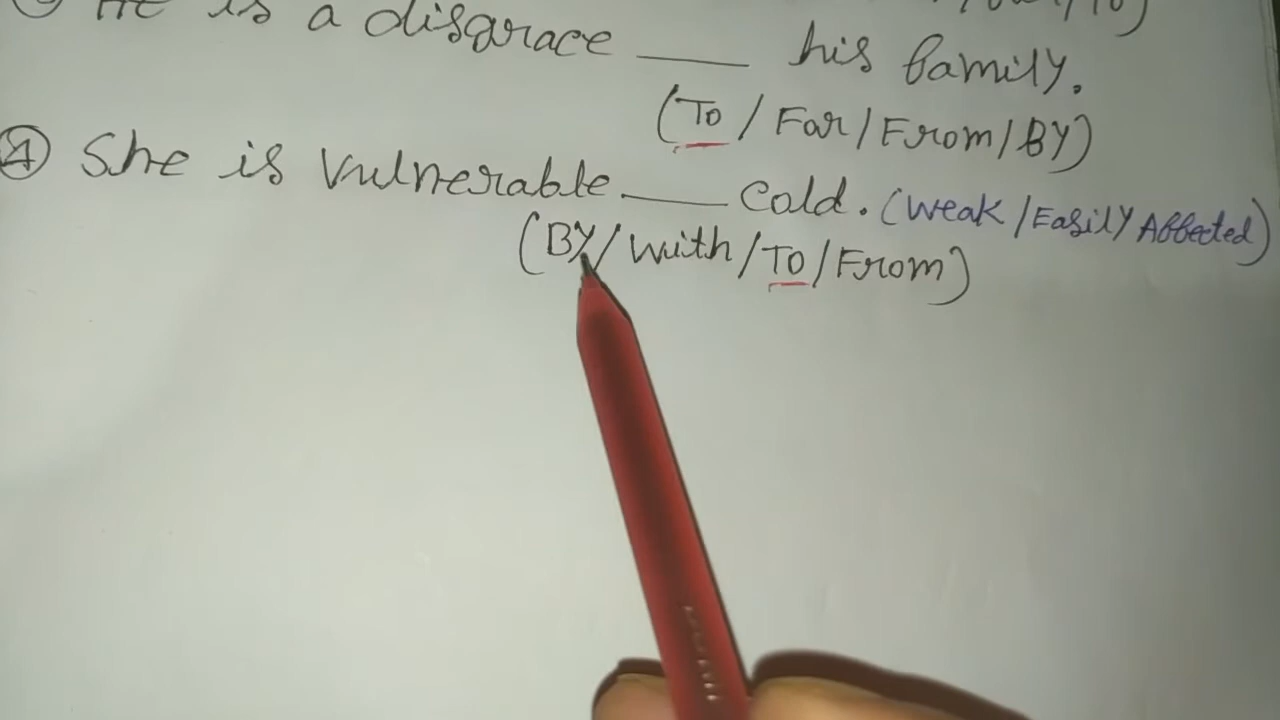 He is a disgrace ____ his family.
(To / For / From / BY)
④ She is vulnerable ____ cold. (Weak / Easily Affected)
(BY / With / To / From)